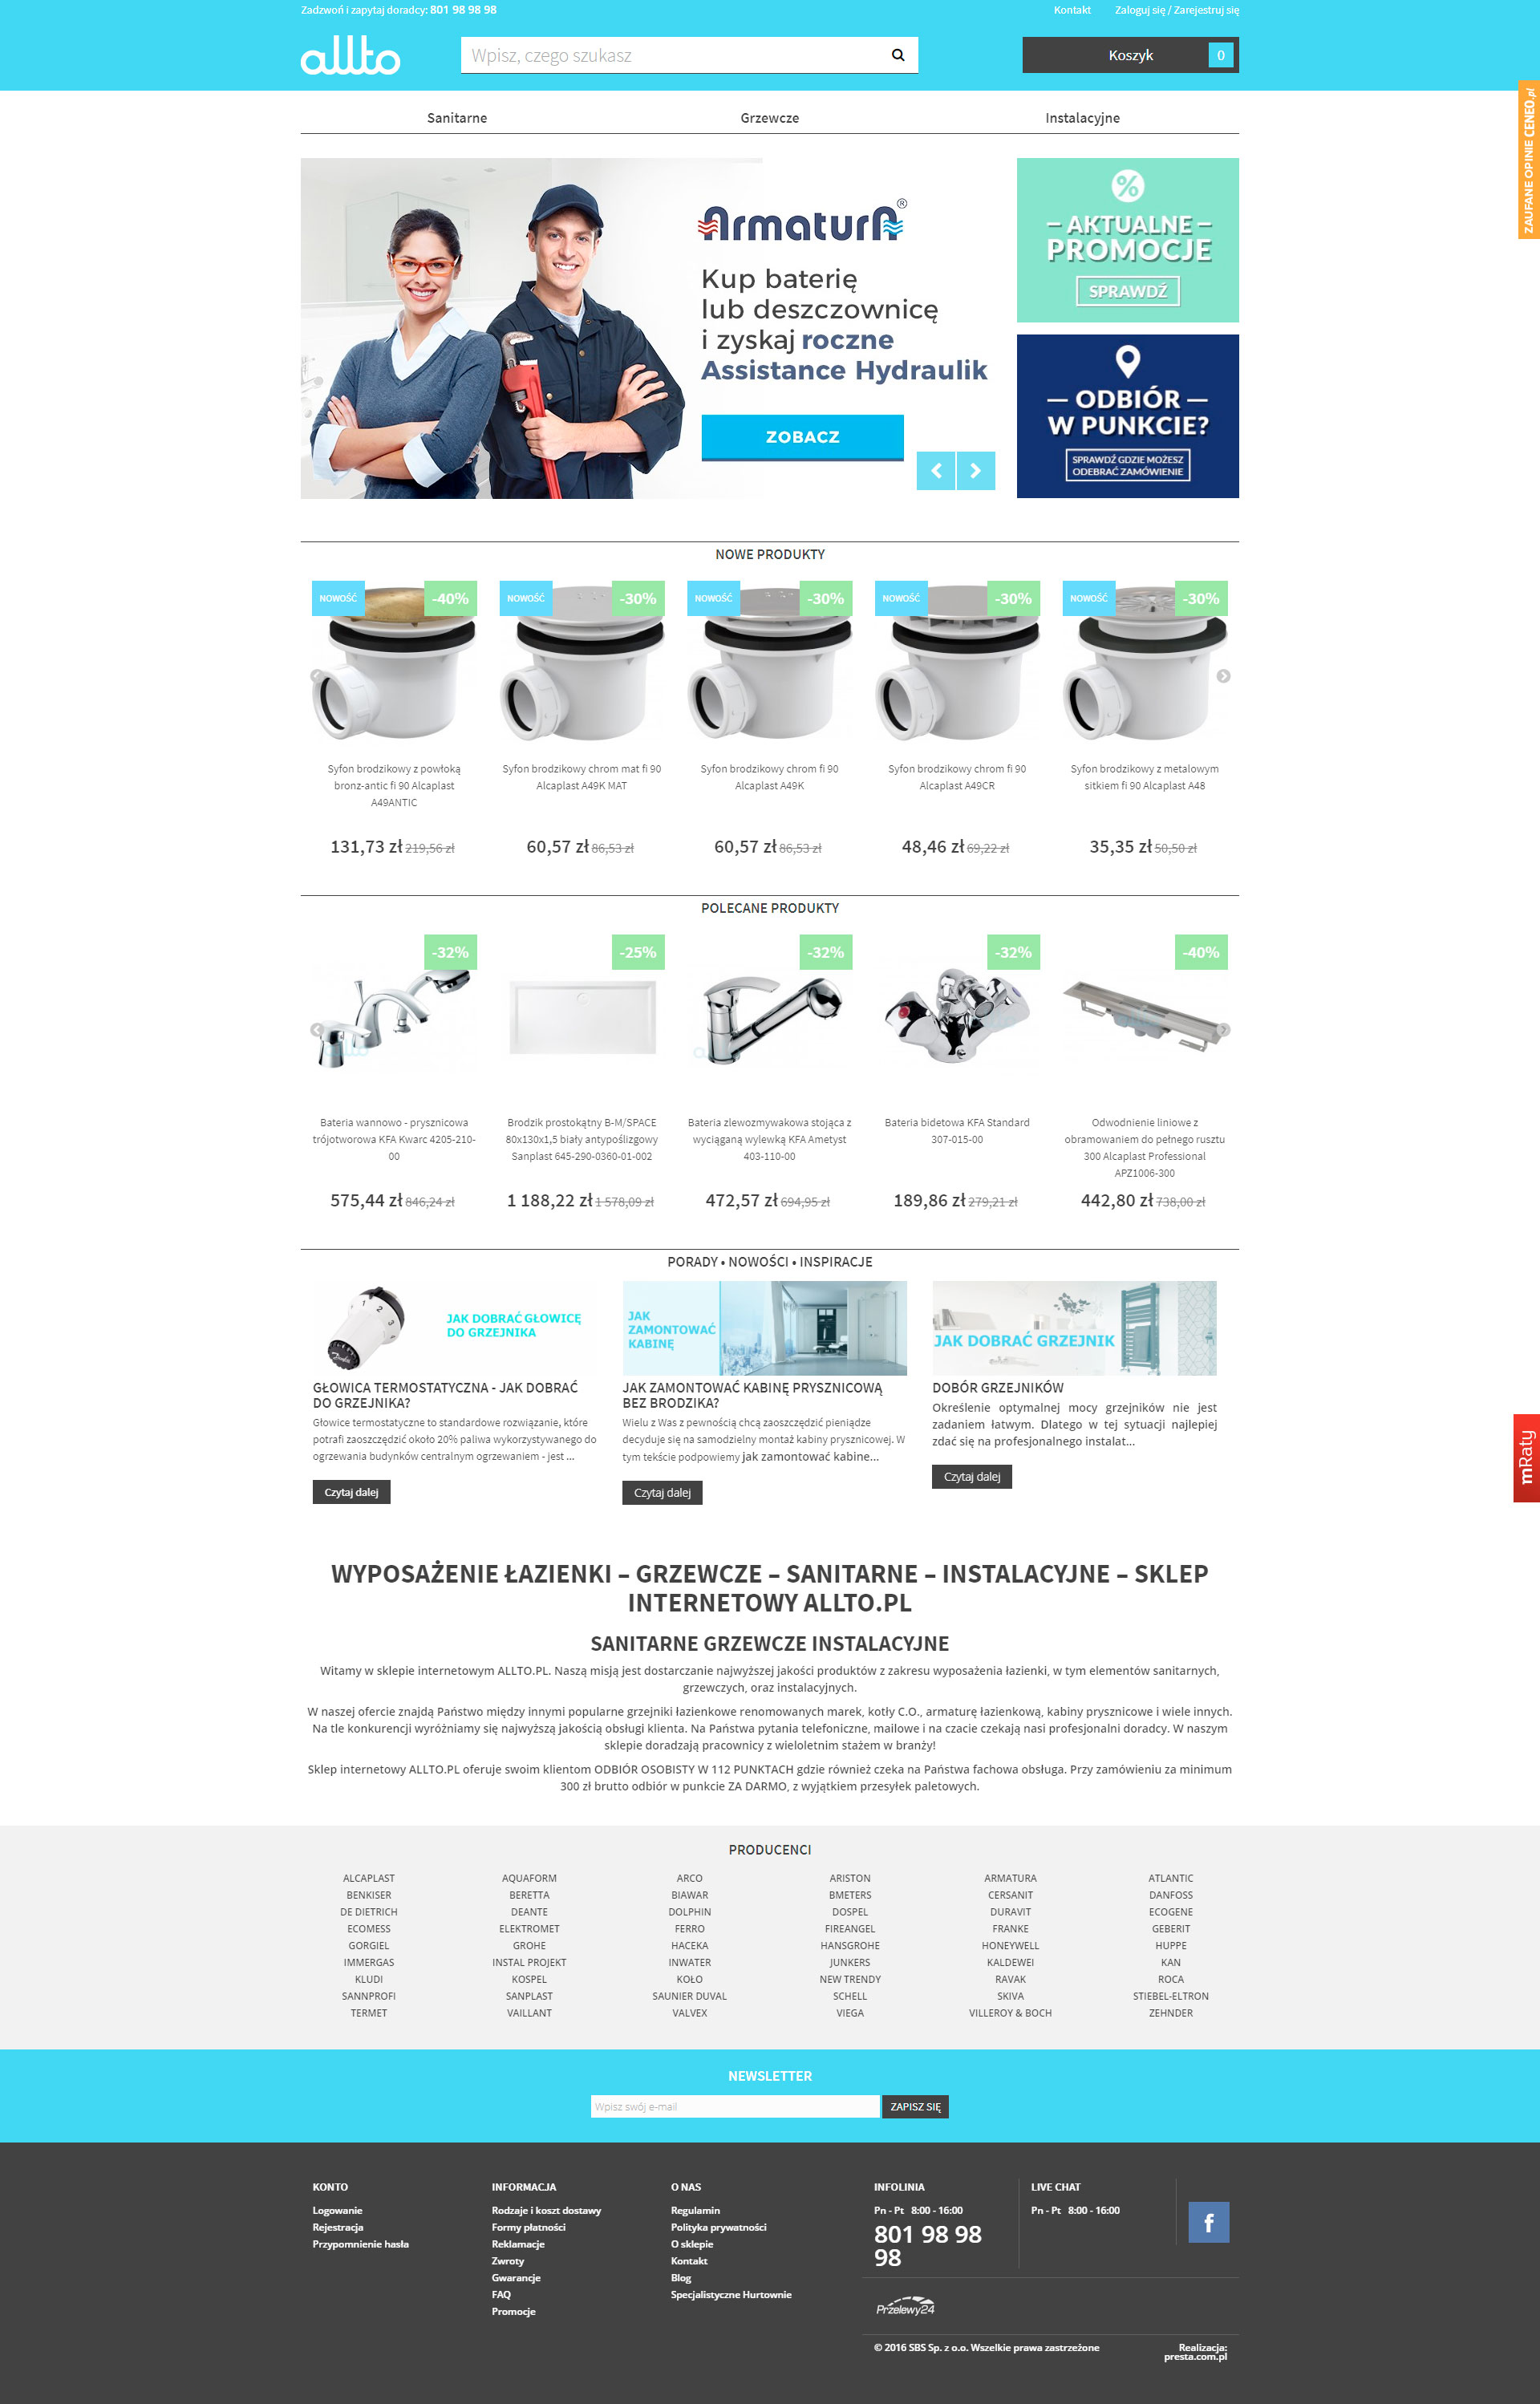 Zadzwoń i zapytaj doradcy: 801 98 98 98
Kontakt
Zaloguj się / Zarejestruj się
allto
Wpisz, czego szukasz
Koszyk
0
Sanitarne
Grzewcze
Instalacyjne
ZAUFANE OPINIE CENEO.pl
Armatura®
Kup baterię
lub deszczownicę
i zyskaj roczne
Assistance Hydraulik
ZOBACZ
%
– AKTUALNE –
PROMOCJE
SPRAWDŹ
– ODBIÓR –
W PUNKCIE?
SPRAWDŹ GDZIE MOŻESZ
ODEBRAĆ ZAMÓWIENIE
NOWE PRODUKTY
NOWOŚĆ
-40%
NOWOŚĆ
-30%
NOWOŚĆ
-30%
NOWOŚĆ
-30%
NOWOŚĆ
-30%
Syfon brodzikowy z powłoką
bronz-antic fi 90 Alcaplast
A49ANTIC
131,73 zł 219,56 zł
Syfon brodzikowy chrom mat fi 90
Alcaplast A49K MAT
60,57 zł 86,53 zł
Syfon brodzikowy chrom fi 90
Alcaplast A49K
60,57 zł 86,53 zł
Syfon brodzikowy chrom fi 90
Alcaplast A49CR
48,46 zł 69,22 zł
Syfon brodzikowy z metalowym
sitkiem fi 90 Alcaplast A48
35,35 zł 50,50 zł
POLECANE PRODUKTY
-32%
-25%
-32%
-32%
-40%
Bateria wannowo - prysznicowa
trójotworowa KFA Kwarc 4205-210-
00
575,44 zł 846,24 zł
Brodzik prostokątny B-M/SPACE
80x130x1,5 biały antypoślizgowy
Sanplast 645-290-0360-01-002
1 188,22 zł 1 578,09 zł
Bateria zlewozmywakowa stojąca z
wyciąganą wylewką KFA Ametyst
403-110-00
472,57 zł 694,95 zł
Bateria bidetowa KFA Standard
307-015-00
189,86 zł 279,21 zł
Odwodnienie liniowe z
obramowaniem do pełnego rusztu
300 Alcaplast Professional
APZ1006-300
442,80 zł 738,00 zł
PORADY • NOWOŚCI • INSPIRACJE
JAK DOBRAĆ GŁOWICĘ
DO GRZEJNIKA
GŁOWICA TERMOSTATYCZNA - JAK DOBRAĆ
DO GRZEJNIKA?
Głowice termostatyczne to standardowe rozwiązanie, które
potrafi zaoszczędzić około 20% paliwa wykorzystywanego do
ogrzewania budynków centralnym ogrzewaniem - jest ...
Czytaj dalej
JAK
ZAMONTOWAĆ
KABINĘ
JAK ZAMONTOWAĆ KABINĘ PRYSZNICOWĄ
BEZ BRODZIKA?
Wielu z Was z pewnością chcą zaoszczędzić pieniądze
decyduje się na samodzielny montaż kabiny prysznicowej. W
tym tekście podpowiemy jak zamontować kabine...
Czytaj dalej
JAK DOBRAĆ GRZEJNIK
DOBÓR GRZEJNIKÓW
Określenie optymalnej mocy grzejników nie jest
zadaniem łatwym. Dlatego w tej sytuacji najlepiej
zdać się na profesjonalnego instalat...
Czytaj dalej
mRaty
WYPOSAŻENIE ŁAZIENKI – GRZEWCZE – SANITARNE – INSTALACYJNE – SKLEP
INTERNETOWY ALLTO.PL
SANITARNE GRZEWCZE INSTALACYJNE
Witamy w sklepie internetowym ALLTO.PL. Naszą misją jest dostarczanie najwyższej jakości produktów z zakresu wyposażenia łazienki, w tym elementów sanitarnych,
grzewczych, oraz instalacyjnych.
W naszej ofercie znajdą Państwo między innymi popularne grzejniki łazienkowe renomowanych marek, kotły C.O., armaturę łazienkową, kabiny prysznicowe i wiele innych.
Na tle konkurencji wyróżniamy się najwyższą jakością obsługi klienta. Na Państwa pytania telefoniczne, mailowe i na czacie czekają nasi profesjonalni doradcy. W naszym
sklepie doradzają pracownicy z wieloletnim stażem w branży!
Sklep internetowy ALLTO.PL oferuje swoim klientom ODBIÓR OSOBISTY W 112 PUNKTACH gdzie również czeka na Państwa fachowa obsługa. Przy zamówieniu za minimum
300 zł brutto odbiór w punkcie ZA DARMO, z wyjątkiem przesyłek paletowych.
PRODUCENCI
ALCAPLAST AQUAFORM ARCO ARISTON ARMATURA ATLANTIC
BENKISER BERETTA BIAWAR BMETERS CERSANIT DANFOSS
DE DIETRICH DEANTE DOLPHIN DOSPEL DURAVIT ECOGENE
ECOMESS ELEKTROMET FERRO FIREANGEL FRANKE GEBERIT
GORGIEL GROHE HACEKA HANSGROHE HONEYWELL HUPPE
IMMERGAS INSTAL PROJEKT INWATER JUNKERS KALDEWEI KAN
KLUDI KOSPEL KOŁO NEW TRENDY RAVAK ROCA
SANNPROFI SANPLAST SAUNIER DUVAL SCHELL SKIVA STIEBEL-ELTRON
TERMET VAILLANT VALVEX VIEGA VILLEROY & BOCH ZEHNDER
NEWSLETTER
Wpisz swój e-mail
ZAPISZ SIĘ
KONTO
Logowanie
Rejestracja
Przypomnienie hasła
INFORMACJA
Rodzaje i koszt dostawy
Formy płatności
Reklamacje
Zwroty
Gwarancje
FAQ
Promocje
O NAS
Regulamin
Polityka prywatności
O sklepie
Kontakt
Blog
Specjalistyczne Hurtownie
INFOLINIA
Pn - Pt 8:00 - 16:00
801 98 98
98
LIVE CHAT
Pn - Pt 8:00 - 16:00
f
Przelewy24
© 2016 SBS Sp. z o.o. Wszelkie prawa zastrzeżone
Realizacja:
presta.com.pl